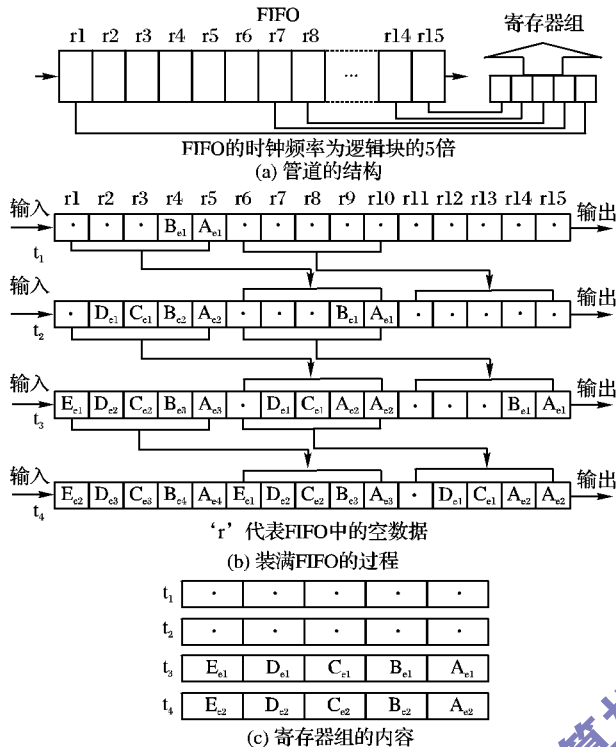 FIFO
r1 r2 r3 r4 r5 r6 r7 r8 r14 r15
寄存器组
...
FIFO的时钟频率为逻辑块的5倍
(a) 管道的结构
r1 r2 r3 r4 r5 r6 r7 r8 r9 r10 r11 r12 r13 r14 r15
输入 · · · Be1 Ae1 · · · · · · · · · · 输出
t1
输入 · De1 Ce1 Be2 Ae2 · · · Be1 Ae1 · · · · · 输出
t2
输入 Ee1 De2 Ce2 Be3 Ae3 · De1 Ce1 Ae2 Ae2 · · · Be1 Ae1 输出
t3
输入 Ee2 De3 Ce3 Be4 Ae4 Ee1 De2 Ce2 Be3 Ae3 · De1 Ce1 Ae2 Ae2 输出
t4
‘r’代表FIFO中的空数据
(b) 装满FIFO的过程
t1 · · · · ·
t2 · · · · ·
t3 Ee1 De1 Ce1 Be1 Ae1
t4 Ee2 De2 Ce2 Be2 Ae2
(c) 寄存器组的内容